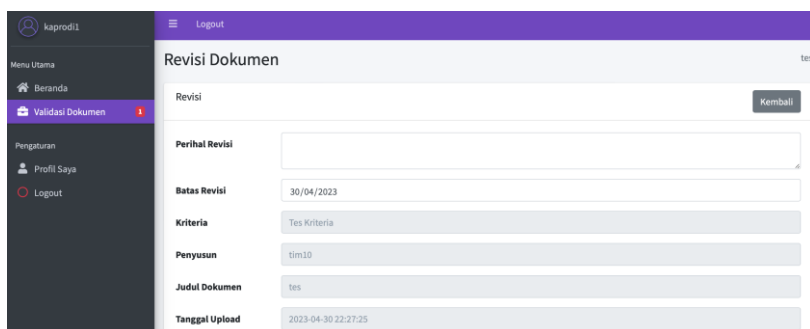 kaprodi1
Logout
Menu Utama
Beranda
Validasi Dokumen 1
Pengaturan
Profil Saya
Logout
Revisi Dokumen
tes
Revisi
Kembali
Perihal Revisi
Batas Revisi 30/04/2023
Kriteria Tes Kriteria
Penyusun tim10
Judul Dokumen tes
Tanggal Upload 2023-04-30 22:27:25